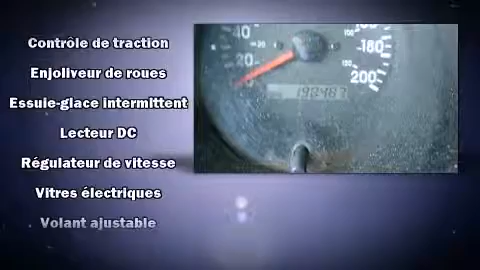 Contrôle de traction
Enjoliveur de roues
Essuie-glace intermittent
Lecteur DC
Régulateur de vitesse
Vitres électriques
Volant ajustable
40
20
180
200
192487